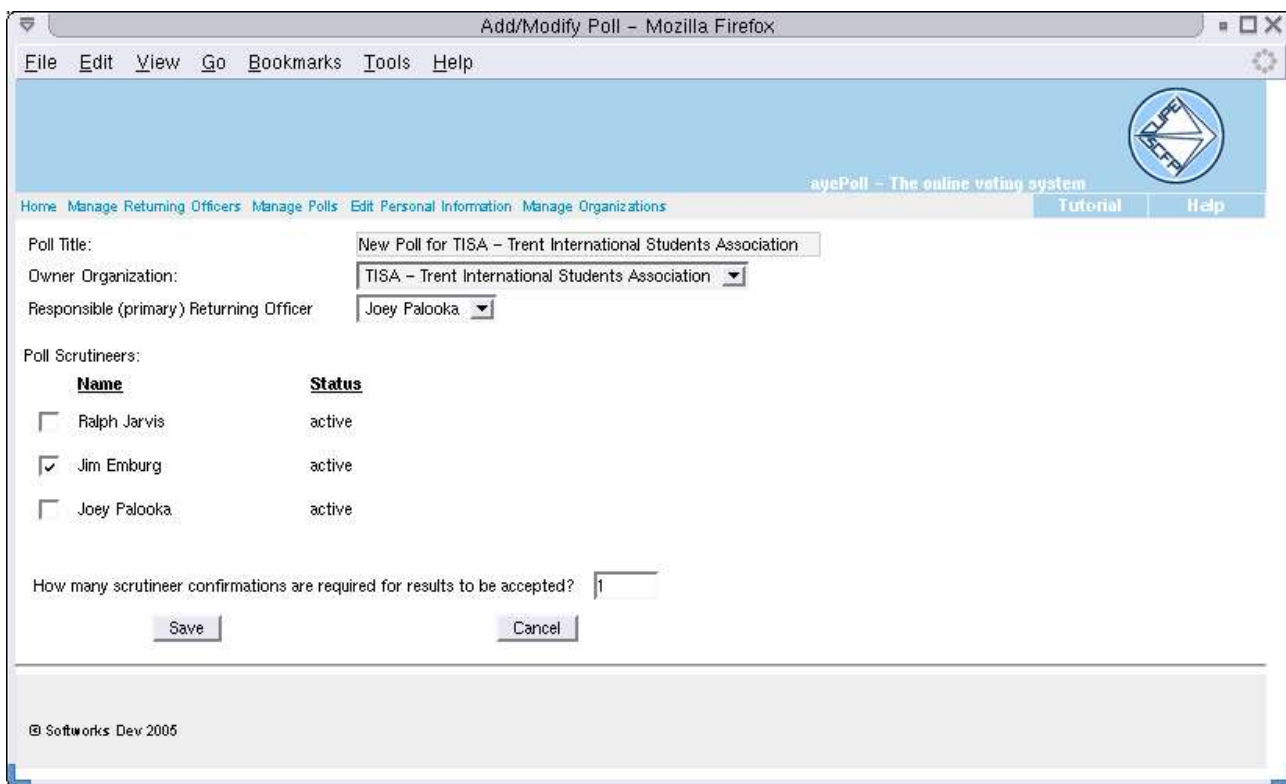 Add/Modify Poll – Mozilla Firefox
File Edit View Go Bookmarks Tools Help
CUPE
SCFP
ayePoll – The online voting system
Home Manage Returning Officers Manage Polls Edit Personal Information Manage Organizations Tutorial Help
Poll Title: New Poll for TISA – Trent International Students Association
Owner Organization: TISA – Trent International Students Association
Responsible (primary) Returning Officer Joey Palooka
Poll Scrutineers:
Name Status
Ralph Jarvis active
Jim Emburg active
Joey Palooka active
How many scrutineer confirmations are required for results to be accepted? 1
Save Cancel
© Softworks Dev 2005